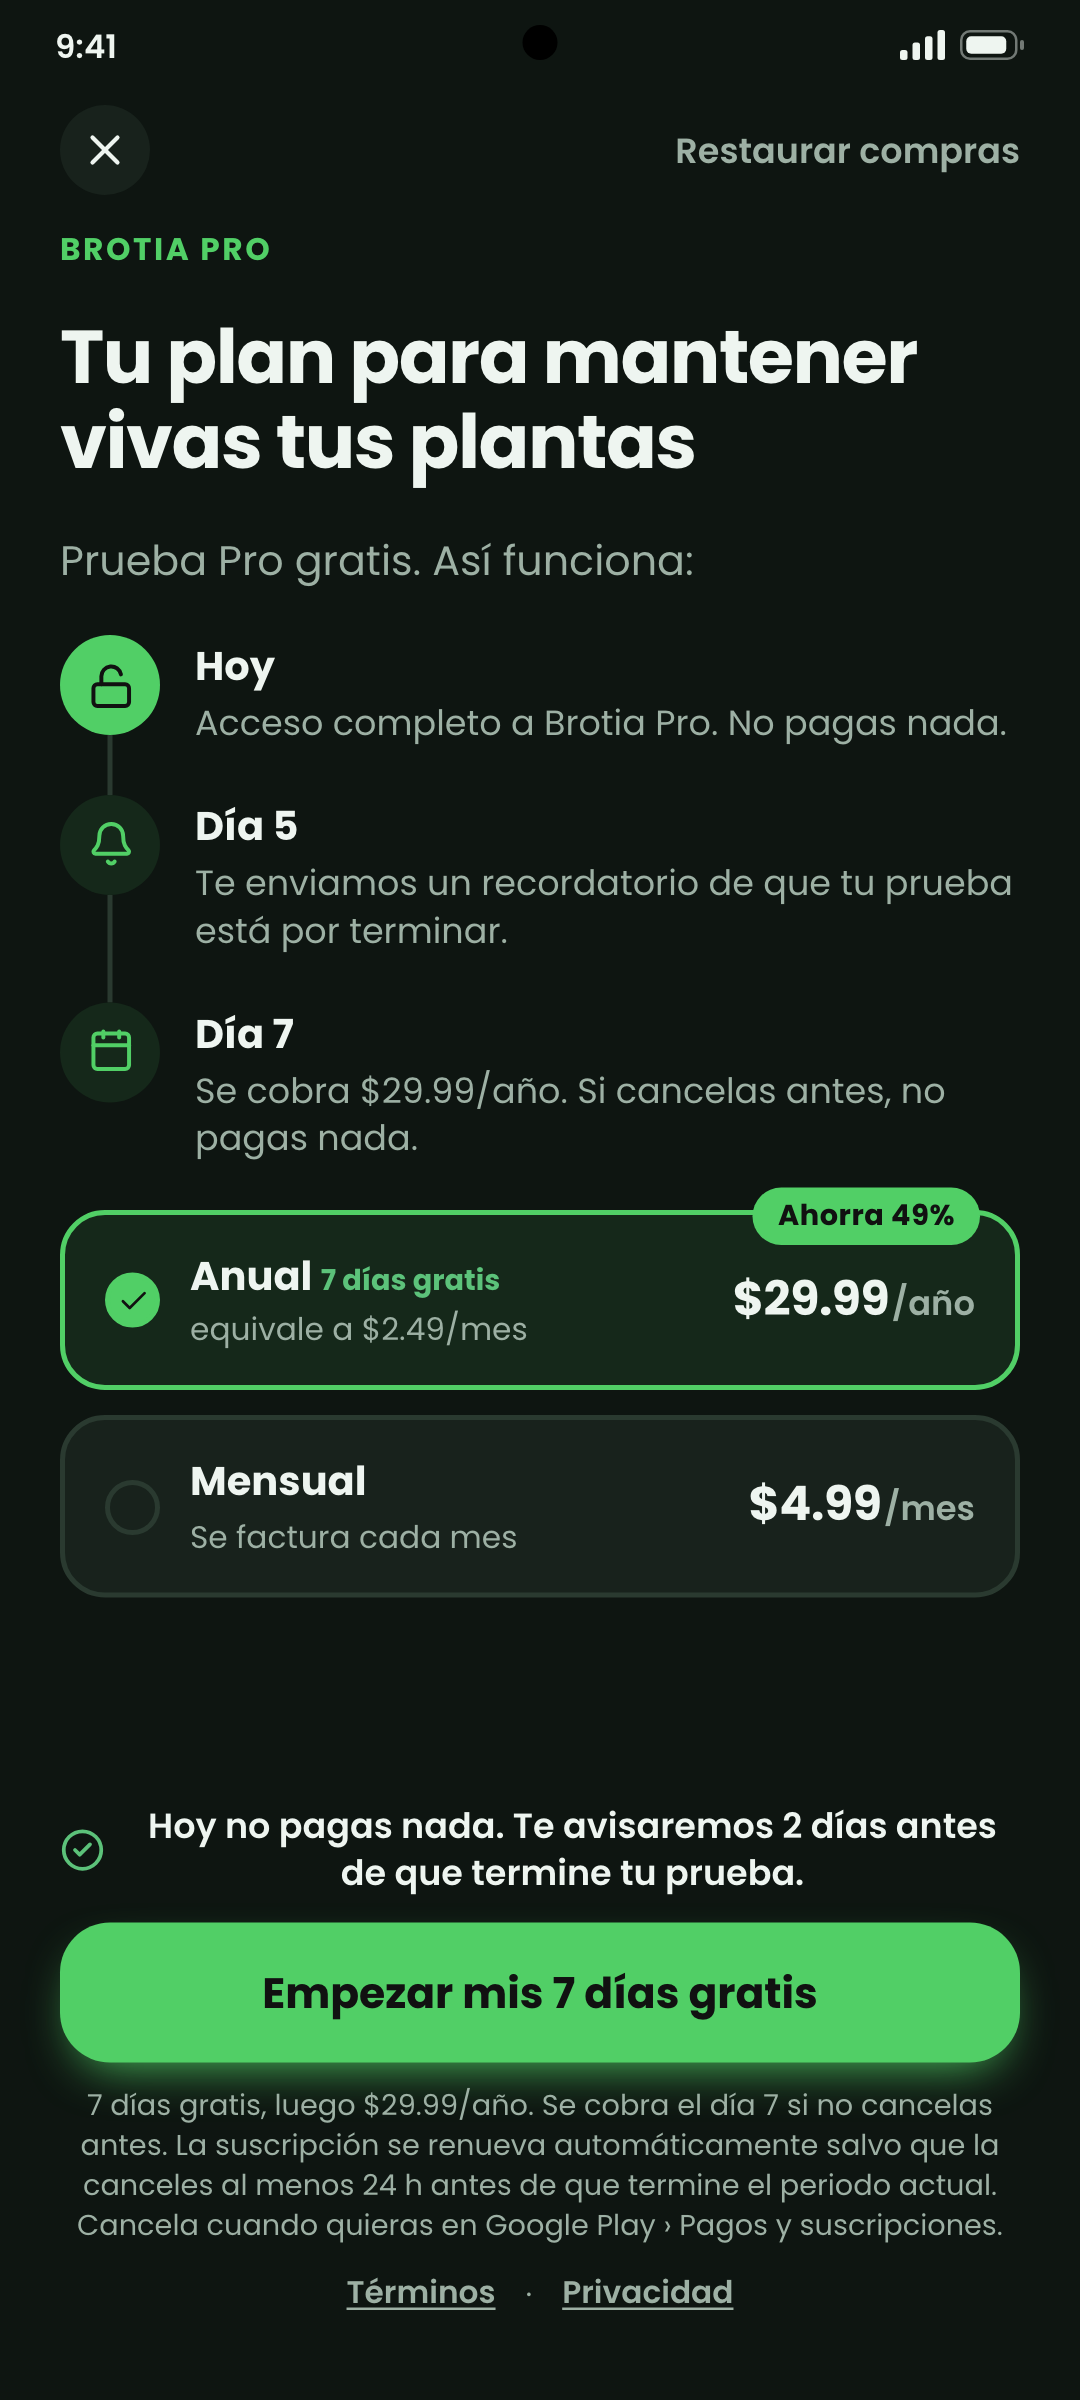 9:41
Restaurar compras
BROTIA PRO
Tu plan para mantener
vivas tus plantas
Prueba Pro gratis. Así funciona:
Hoy
Acceso completo a Brotia Pro. No pagas nada.
Día 5
Te enviamos un recordatorio de que tu prueba
está por terminar.
Día 7
Se cobra $29.99/año. Si cancelas antes, no
pagas nada.
Ahorra 49%
Anual 7 días gratis
$29.99/año
equivale a $2.49/mes
Mensual
$4.99/mes
Se factura cada mes
Hoy no pagas nada. Te avisaremos 2 días antes
de que termine tu prueba.
Empezar mis 7 días gratis
7 días gratis, luego $29.99/año. Se cobra el día 7 si no cancelas
antes. La suscripción se renueva automáticamente salvo que la
canceles al menos 24 h antes de que termine el periodo actual.
Cancela cuando quieras en Google Play › Pagos y suscripciones.
Términos · Privacidad